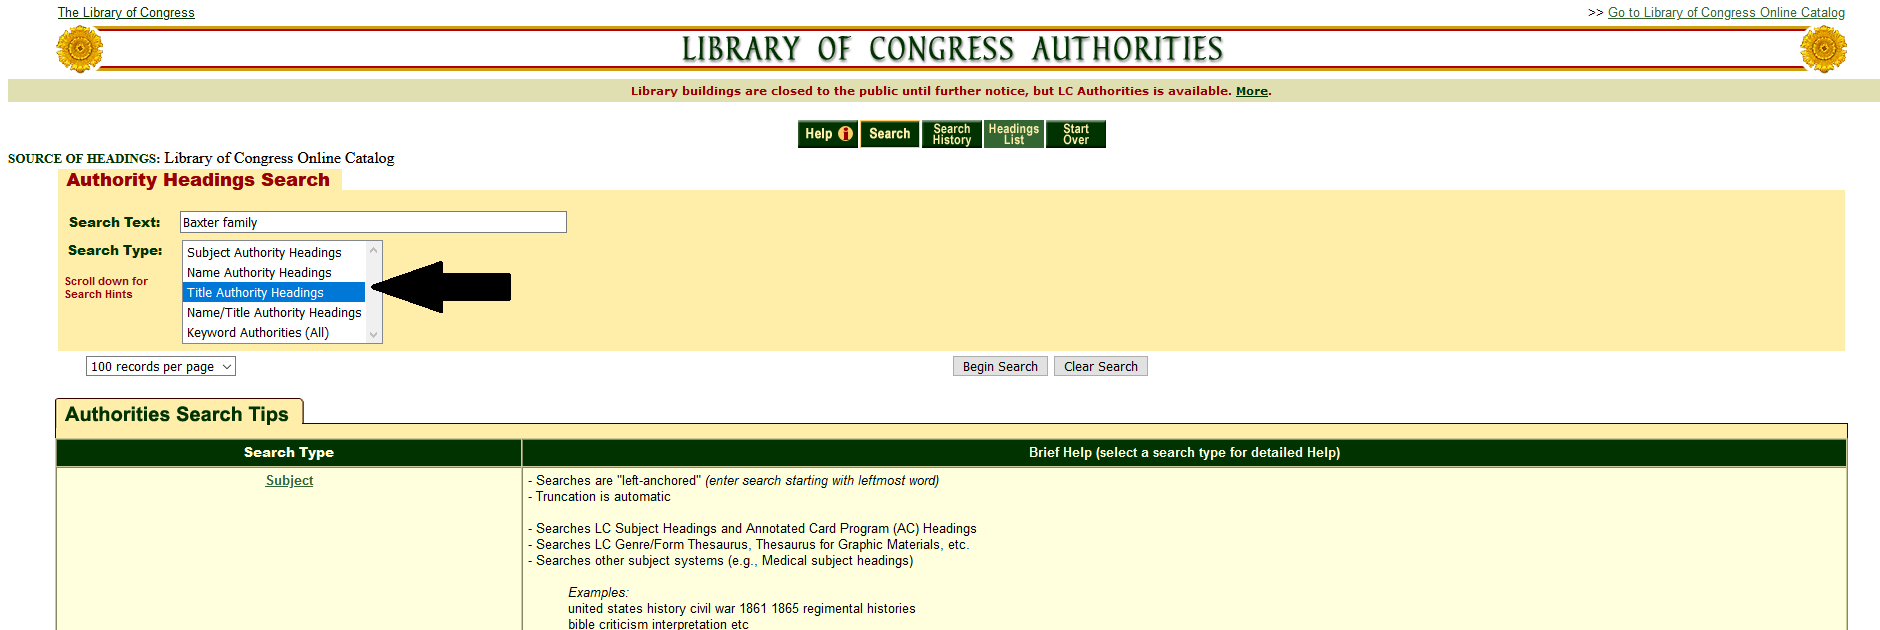 The Library of Congress
>> Go to Library of Congress Online Catalog
LIBRARY OF CONGRESS AUTHORITIES
Library buildings are closed to the public until further notice, but LC Authorities is available. More.
Help i Search Search History Headings List Start Over
SOURCE OF HEADINGS: Library of Congress Online Catalog
Authority Headings Search
Search Text: Baxter family
Search Type:
Subject Authority Headings
Name Authority Headings
Scroll down for
Search Hints
Title Authority Headings
Name/Title Authority Headings
Keyword Authorities (All)
100 records per page
Begin Search Clear Search
Authorities Search Tips
Search Type Brief Help (select a search type for detailed Help)
Subject
- Searches are "left-anchored" (enter search starting with leftmost word)
- Truncation is automatic
- Searches LC Subject Headings and Annotated Card Program (AC) Headings
- Searches LC Genre/Form Thesaurus, Thesaurus for Graphic Materials, etc.
- Searches other subject systems (e.g., Medical subject headings)
Examples:
united states history civil war 1861 1865 regimental histories
bible criticism interpretation etc